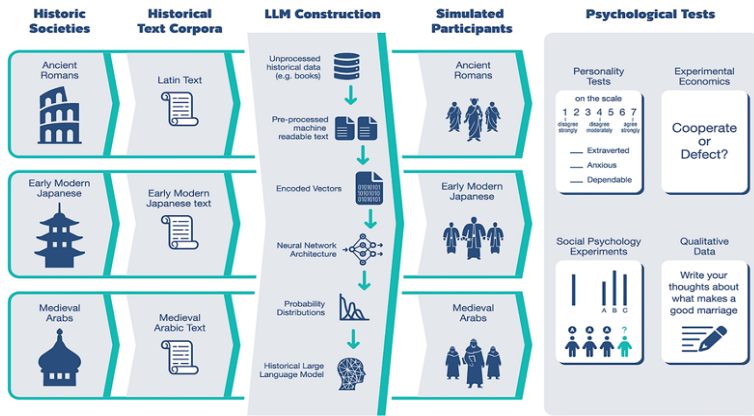 Historic
Societies
Historical
Text Corpora
LLM Construction
Simulated
Participants
Psychological Tests
Ancient
Romans
Latin Text
Early Modern
Japanese
Early Modern
Japanese text
Medieval
Arabs
Medieval
Arabic Text
Unprocessed
historical data
(e.g. books)
Pre-processed
machine
readable text
Encoded Vectors
01010101
01010101
01010101
Neural Network
Architecture
Probability
Distributions
Historical Large
Language Model
Ancient
Romans
Early Modern
Japanese
Medieval
Arabs
Personality
Tests
on the scale
1 2 3 4 5 6 7
disagree strongly
disagree moderately
agree strongly
Extraverted
Anxious
Dependable
Experimental
Economics
Cooperate
or
Defect?
Social Psychology
Experiments
A B C
A A A ?
Qualitative
Data
Write your
thoughts about
what makes a
good marriage